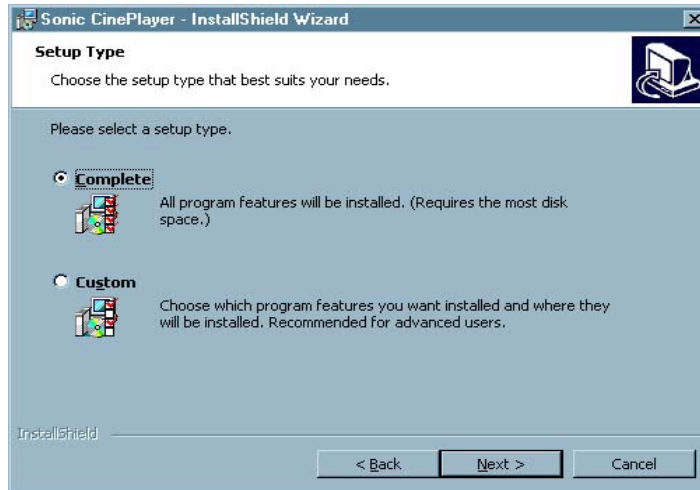 Sonic CinePlayer - InstallShield Wizard
Setup Type
Choose the setup type that best suits your needs.
Please select a setup type.
Complete
All program features will be installed. (Requires the most disk
space.)
Custom
Choose which program features you want installed and where they
will be installed. Recommended for advanced users.
InstallShield
< Back
Next >
Cancel